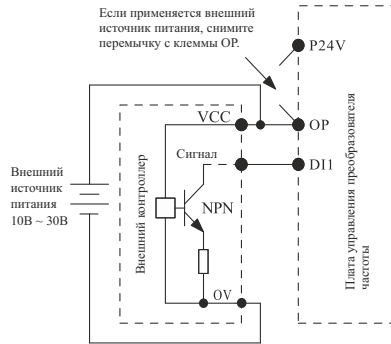 Если применяется внешний
источник питания, снимите
перемычку с клеммы OP.
P24V
VCC
OP
Сигнал
DI1
Внешний
источник
питания
10В ~ 30В
Внешний контроллер
NPN
0V
Плата управления преобразователя
частоты